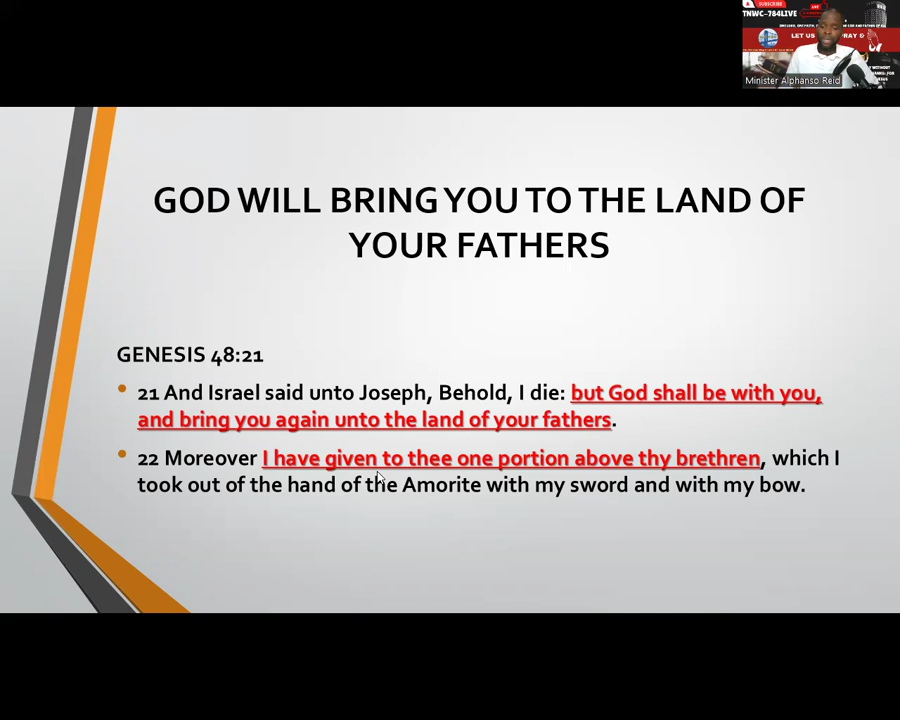 SUBSCRIBE
LIVE
TNWC-784LIVE
LET US PRAY &
Minister Alphanso Reid
GOD WILL BRING YOU TO THE LAND OF
YOUR FATHERS
GENESIS 48:21
• 21 And Israel said unto Joseph, Behold, I die: but God shall be with you,
and bring you again unto the land of your fathers.
• 22 Moreover I have given to thee one portion above thy brethren, which I
took out of the hand of the Amorite with my sword and with my bow.